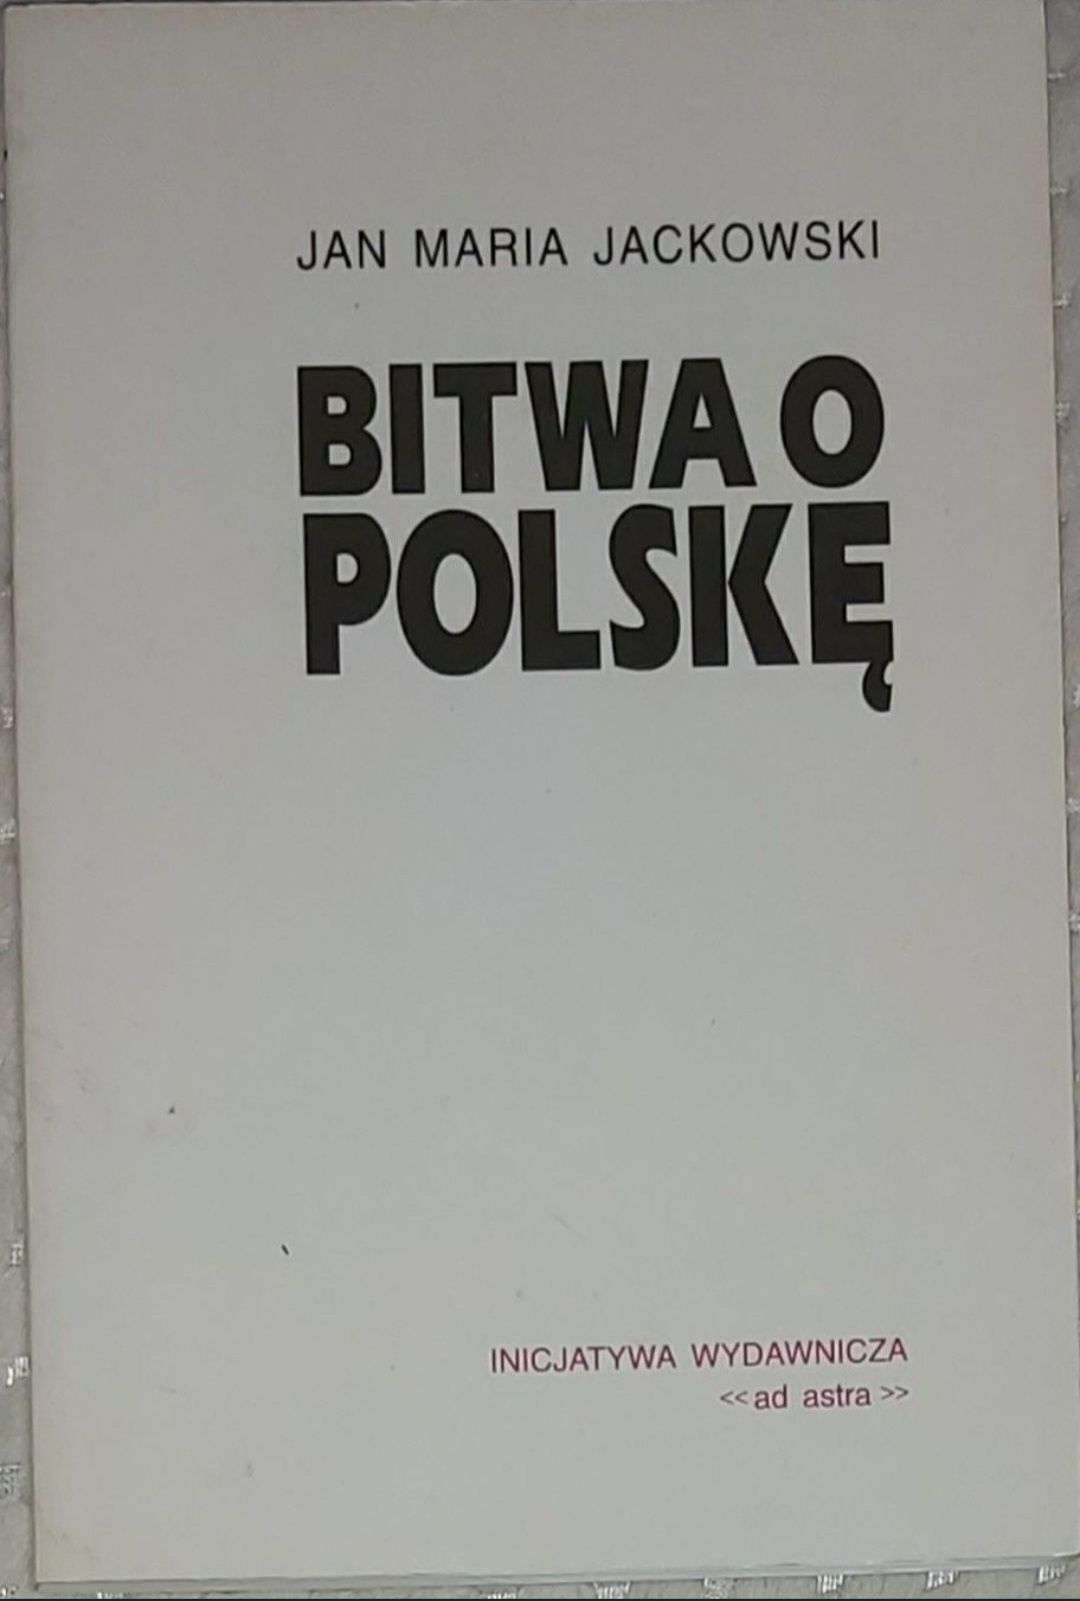 JAN MARIA JACKOWSKI
BITWA O
POLSKĘ
INICJATYWA WYDAWNICZA
<<ad astra>>